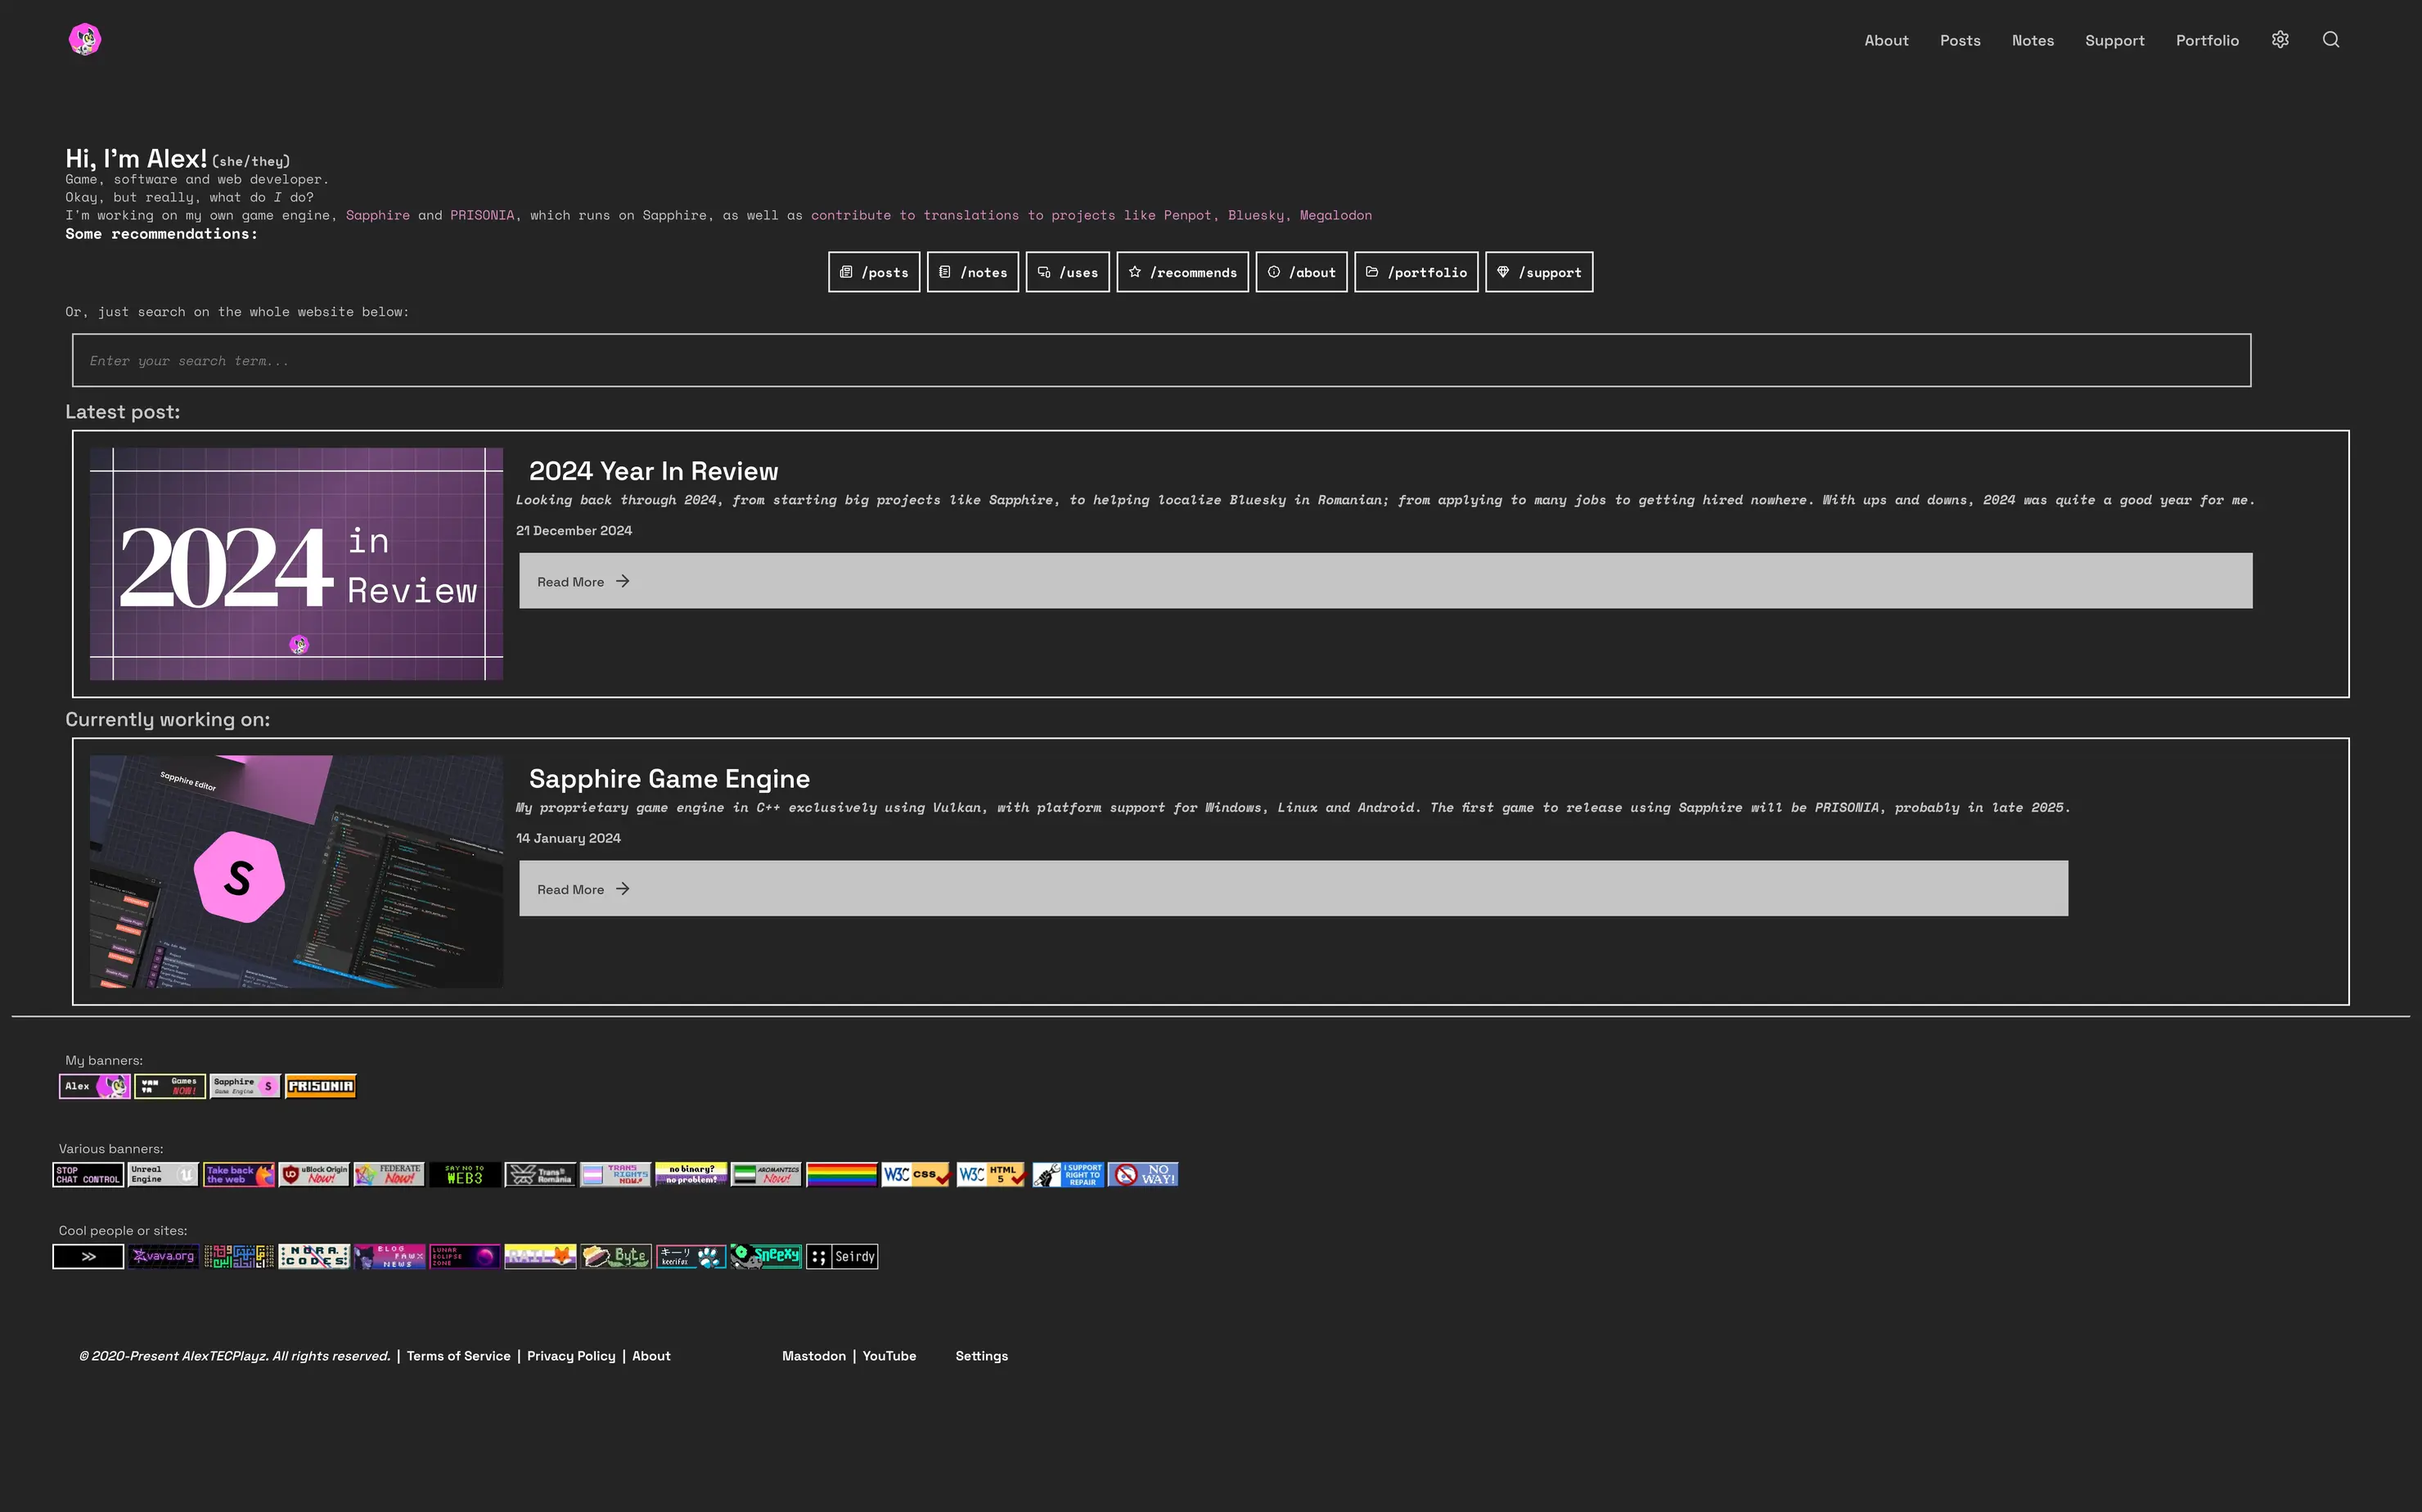 About Posts Notes Support Portfolio
Hi, I'm Alex! (she/they)
Game, software and web developer.
Okay, but really, what do I do?
I'm working on my own game engine, Sapphire and PRISONIA, which runs on Sapphire, as well as contribute to translations to projects like Penpot, Bluesky, Megalodon
Some recommendations:
/posts /notes /uses /recommends /about /portfolio /support
Or, just search on the whole website below:
Enter your search term...
Latest post:
2024 in
Review
2024 Year In Review
Looking back through 2024, from starting big projects like Sapphire, to helping localize Bluesky in Romanian; from applying to many jobs to getting hired nowhere. With ups and downs, 2024 was quite a good year for me.
21 December 2024
Read More
Currently working on:
Sapphire Editor
S
Sapphire Game Engine
My proprietary game engine in C++ exclusively using Vulkan, with platform support for Windows, Linux and Android. The first game to release using Sapphire will be PRISONIA, probably in late 2025.
14 January 2024
Read More
My banners:
Alex
Games
NOW!
Sapphire
Game Engine
S
PRISONIA
Various banners:
STOP
CHAT CONTROL
Unreal
Engine
Take back
the web
uBlock Origin
Now!
FEDERATE
Now!
SAY NO TO
WEB3
Trans
România
TRANS
RIGHTS
NOW!
no binary?
no problem!
AROMANTICS
Now!
W3C CSS
W3C HTML
5
I SUPPORT
RIGHT TO
REPAIR
NO
WAY!
Cool people or sites:
>>
vava.org
NORA
CODES
BLOG
FAWX
NEWS
LUNAR
ECLIPSE
ZONE
RAIL
Byte
キーリ
keerifox
Sneexy
;; Seirdy
© 2020-Present AlexTECPlayz. All rights reserved. | Terms of Service | Privacy Policy | About
Mastodon | YouTube
Settings